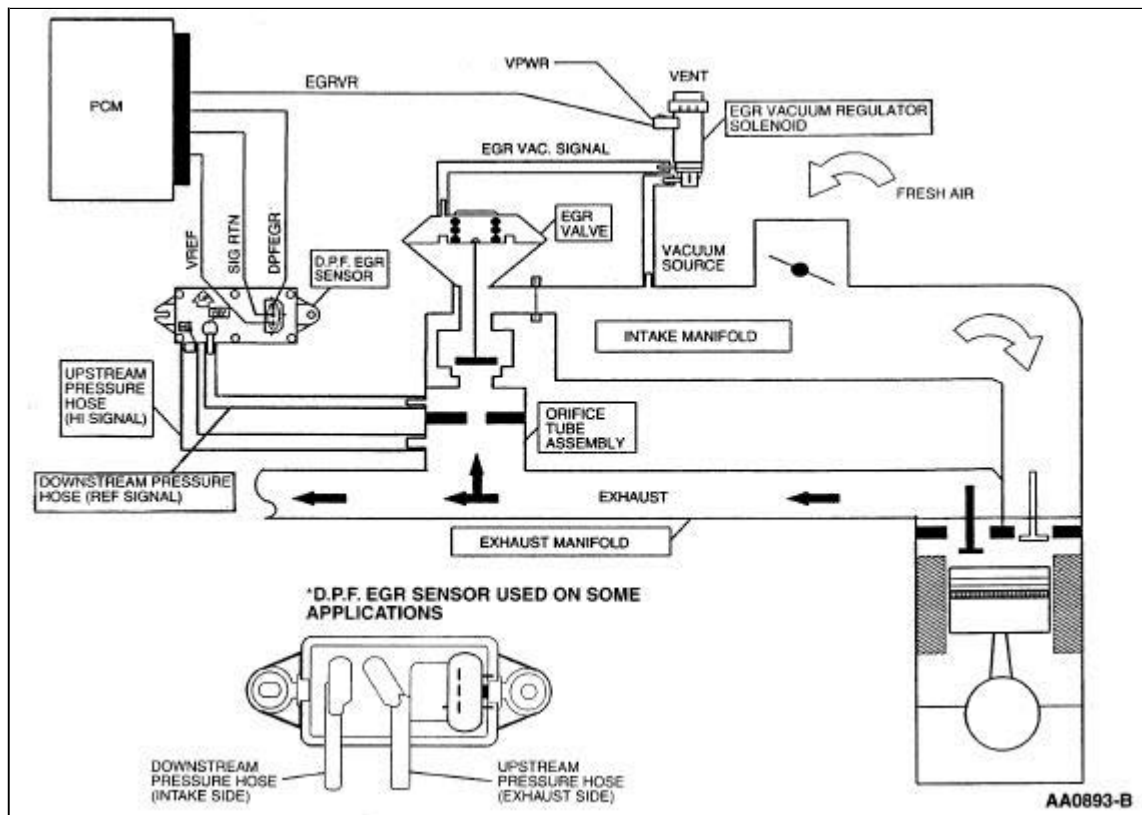 PCM
EGRVR
VPWR
VENT
EGR VACUUM REGULATOR
SOLENOID
EGR VAC. SIGNAL
FRESH AIR
EGR
VALVE
VACUUM
SOURCE
VREF
SIG RTN
DPFEGR
D.P.F. EGR
SENSOR
INTAKE MANIFOLD
UPSTREAM
PRESSURE
HOSE
(HI SIGNAL)
ORIFICE
TUBE
ASSEMBLY
DOWNSTREAM PRESSURE
HOSE (REF SIGNAL)
EXHAUST
EXHAUST MANIFOLD
*D.P.F. EGR SENSOR USED ON SOME
APPLICATIONS
DOWNSTREAM
PRESSURE HOSE
(INTAKE SIDE)
UPSTREAM
PRESSURE HOSE
(EXHAUST SIDE)
AA0893-B